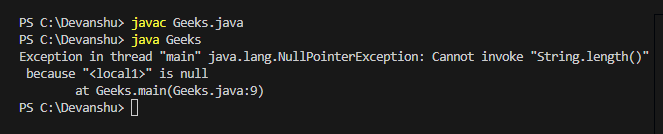 PS C:\Devanshu> javac Geeks.java
PS C:\Devanshu> java Geeks
Exception in thread "main" java.lang.NullPointerException: Cannot invoke "String.length()"
 because "<local1>" is null
        at Geeks.main(Geeks.java:9)
PS C:\Devanshu>